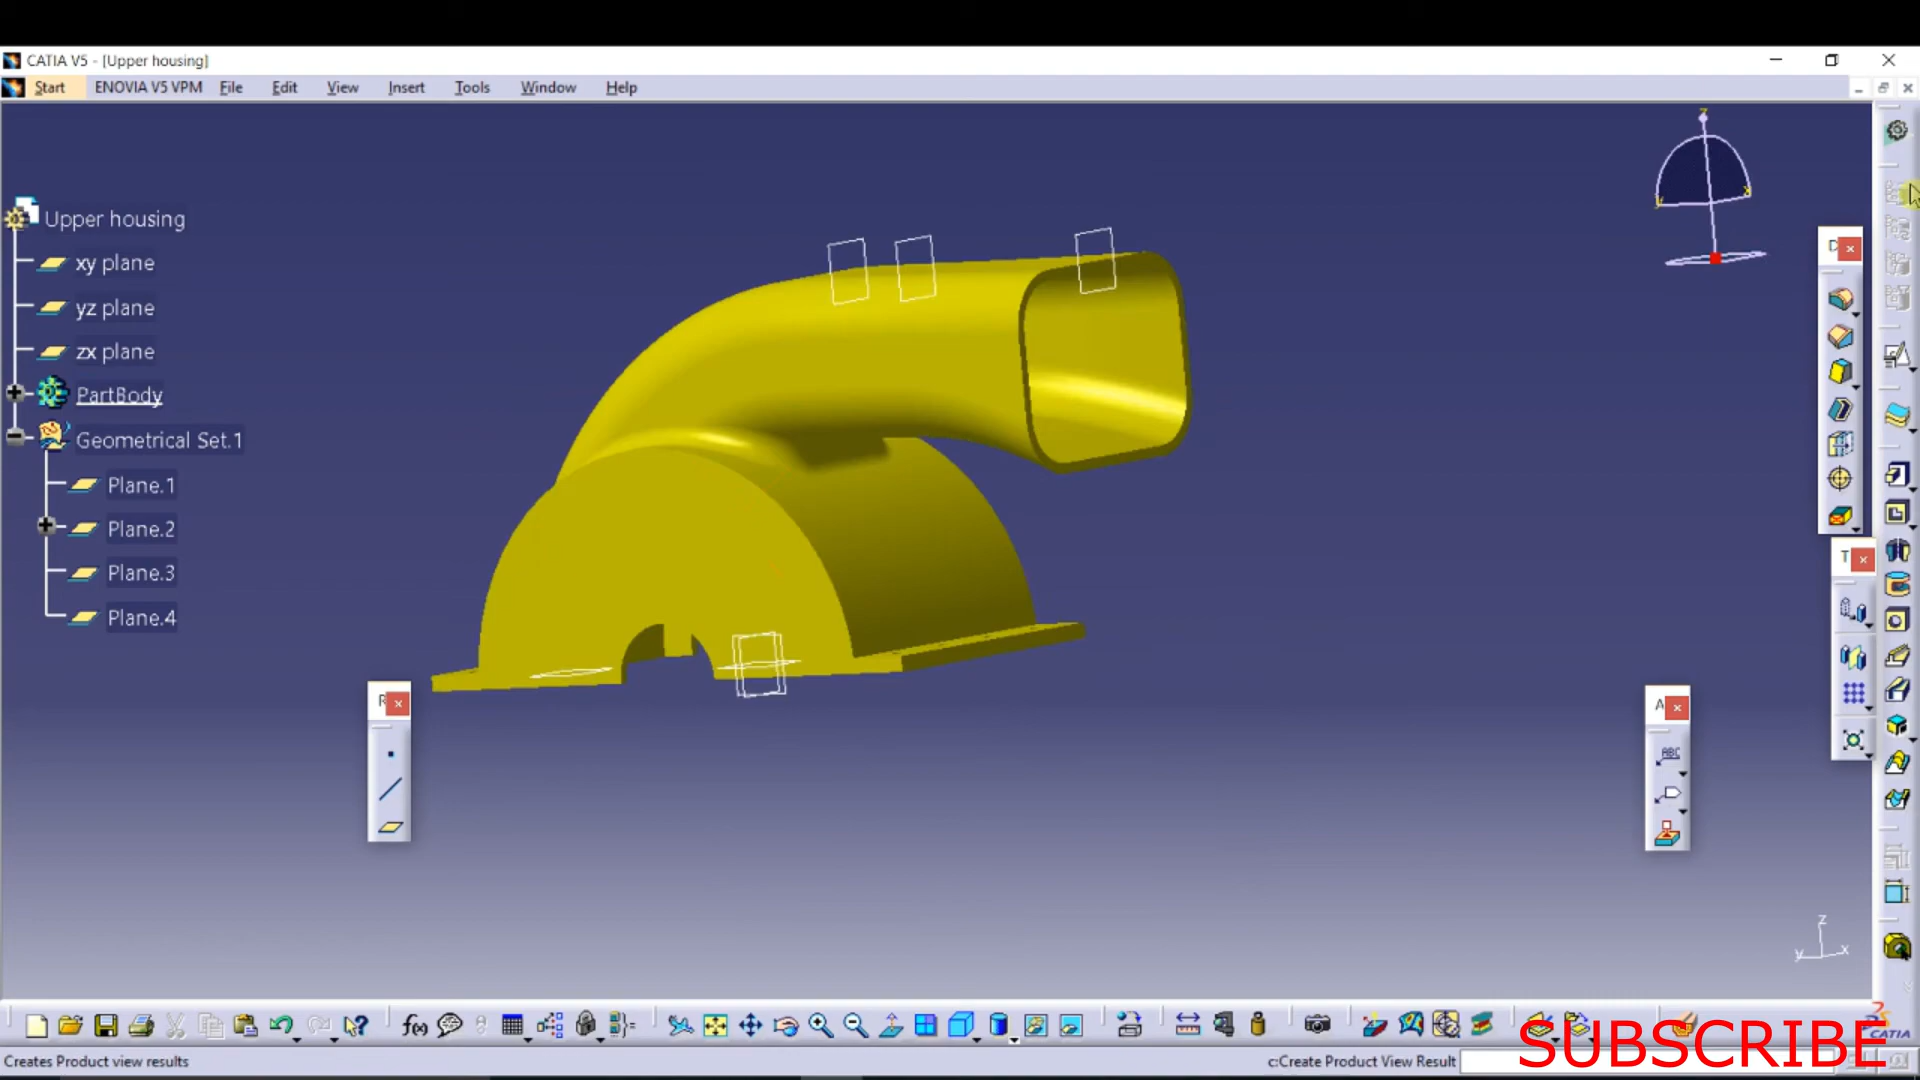 CATIA V5 - [Upper housing]
Start ENOVIA V5 VPM File Edit View Insert Tools Window Help
z
y x
D
Upper housing
xy plane
yz plane
zx plane
PartBody
Geometrical Set.1
Plane.1
Plane.2
Plane.3
Plane.4
T
R
A
ABC
z
y x
f(x)
CATIA
SUBSCRIBE
Creates Product view results
c:Create Product View Result